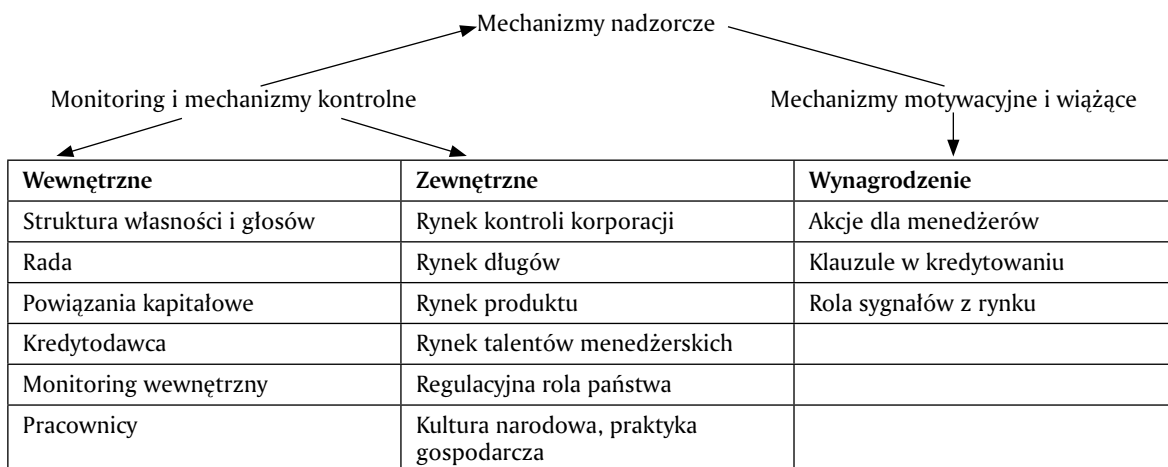 Mechanizmy nadzorcze
Monitoring i mechanizmy kontrolne
Mechanizmy motywacyjne i wiążące
Wewnętrzne
Zewnętrzne
Wynagrodzenie
Struktura własności i głosów
Rynek kontroli korporacji
Akcje dla menedżerów
Rada
Rynek długów
Klauzule w kredytowaniu
Powiązania kapitałowe
Rynek produktu
Rola sygnałów z rynku
Kredytodawca
Rynek talentów menedżerskich
Monitoring wewnętrzny
Regulacyjna rola państwa
Pracownicy
Kultura narodowa, praktyka
gospodarcza